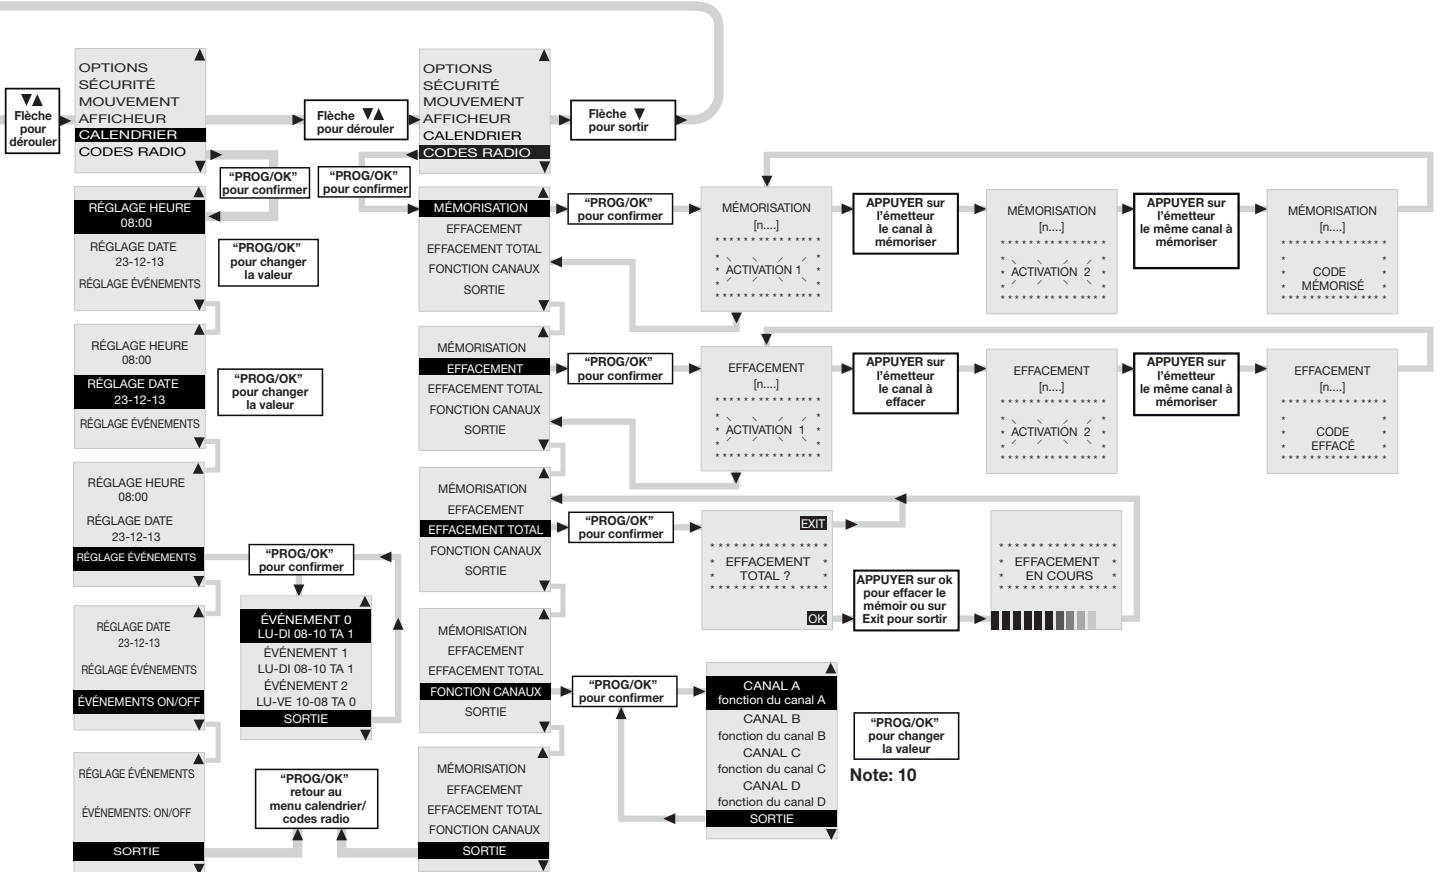 Flèche
pour
dérouler
OPTIONS
SÉCURITÉ
MOUVEMENT
AFFICHEUR
CALENDRIER
CODES RADIO
Flèche
pour dérouler
OPTIONS
SÉCURITÉ
MOUVEMENT
AFFICHEUR
CALENDRIER
CODES RADIO
Flèche
pour sortir
“PROG/OK”
pour confirmer
“PROG/OK”
pour confirmer
RÉGLAGE HEURE
08:00
RÉGLAGE DATE
23-12-13
RÉGLAGE ÉVÉNEMENTS
“PROG/OK”
pour changer
la valeur
RÉGLAGE HEURE
08:00
RÉGLAGE DATE
23-12-13
RÉGLAGE ÉVÉNEMENTS
“PROG/OK”
pour changer
la valeur
RÉGLAGE HEURE
08:00
RÉGLAGE DATE
23-12-13
RÉGLAGE ÉVÉNEMENTS
“PROG/OK”
pour confirmer
ÉVÉNEMENT 0
LU-DI 08-10 TA 1
ÉVÉNEMENT 1
LU-DI 08-10 TA 1
ÉVÉNEMENT 2
LU-VE 10-08 TA 0
SORTIE
RÉGLAGE DATE
23-12-13
RÉGLAGE ÉVÉNEMENTS
ÉVÉNEMENTS ON/OFF
RÉGLAGE ÉVÉNEMENTS
ÉVÉNEMENTS: ON/OFF
SORTIE
“PROG/OK”
retour au
menu calendrier/
codes radio
MÉMORISATION
EFFACEMENT
EFFACEMENT TOTAL
FONCTION CANAUX
SORTIE
“PROG/OK”
pour confirmer
MÉMORISATION
[n....]
ACTIVATION 1
APPUYER sur
l’émetteur
le canal à
mémoriser
MÉMORISATION
[n....]
ACTIVATION 2
APPUYER sur
l’émetteur
le même canal à
mémoriser
MÉMORISATION
[n....]
CODE
MÉMORISÉ
MÉMORISATION
EFFACEMENT
EFFACEMENT TOTAL
FONCTION CANAUX
SORTIE
“PROG/OK”
pour confirmer
EFFACEMENT
[n....]
ACTIVATION 1
APPUYER sur
l’émetteur
le canal à
effacer
EFFACEMENT
[n....]
ACTIVATION 2
APPUYER sur
l’émetteur
le même canal à
mémoriser
EFFACEMENT
[n....]
CODE
EFFACÉ
MÉMORISATION
EFFACEMENT
EFFACEMENT TOTAL
FONCTION CANAUX
SORTIE
“PROG/OK”
pour confirmer
EXIT
EFFACEMENT
TOTAL ?
OK
APPUYER sur ok
pour effacer le
mémoir ou sur
Exit pour sortir
EFFACEMENT
EN COURS
MÉMORISATION
EFFACEMENT
EFFACEMENT TOTAL
FONCTION CANAUX
SORTIE
“PROG/OK”
pour confirmer
CANAL A
fonction du canal A
CANAL B
fonction du canal B
CANAL C
fonction du canal C
CANAL D
fonction du canal D
SORTIE
“PROG/OK”
pour changer
la valeur
Note: 10
MÉMORISATION
EFFACEMENT
EFFACEMENT TOTAL
FONCTION CANAUX
SORTIE